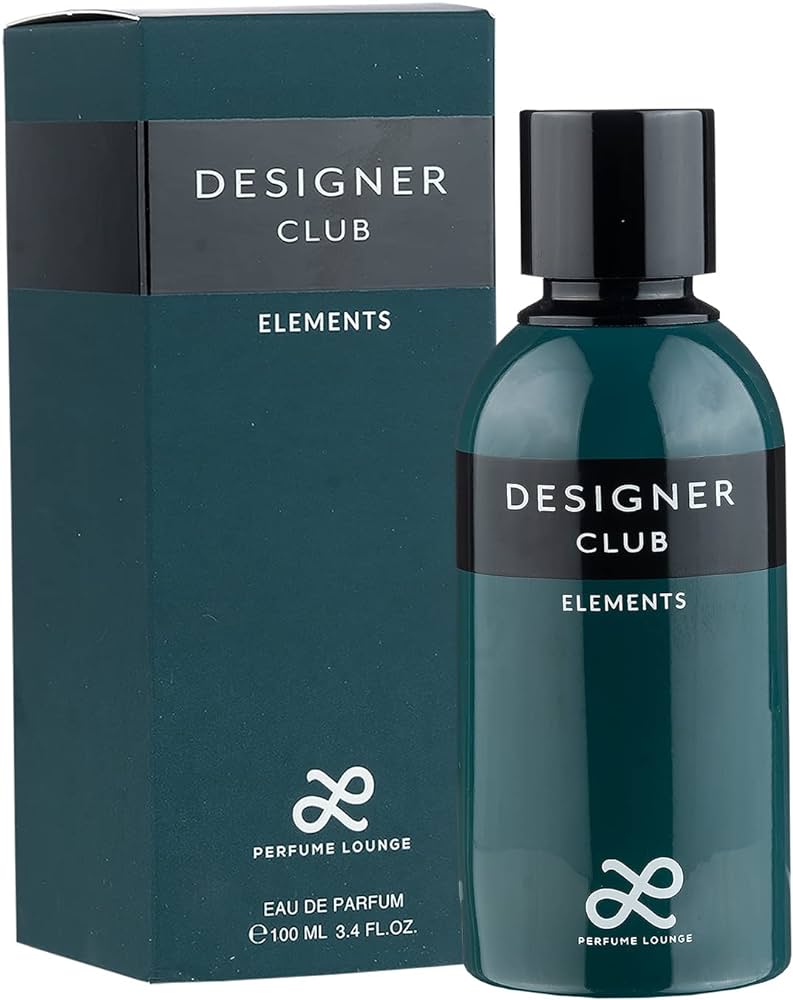 DESIGNER
CLUB
ELEMENTS
PERFUME LOUNGE
EAU DE PARFUM
℮100 ML 3.4 FL.OZ.
DESIGNER
CLUB
ELEMENTS
PERFUME LOUNGE